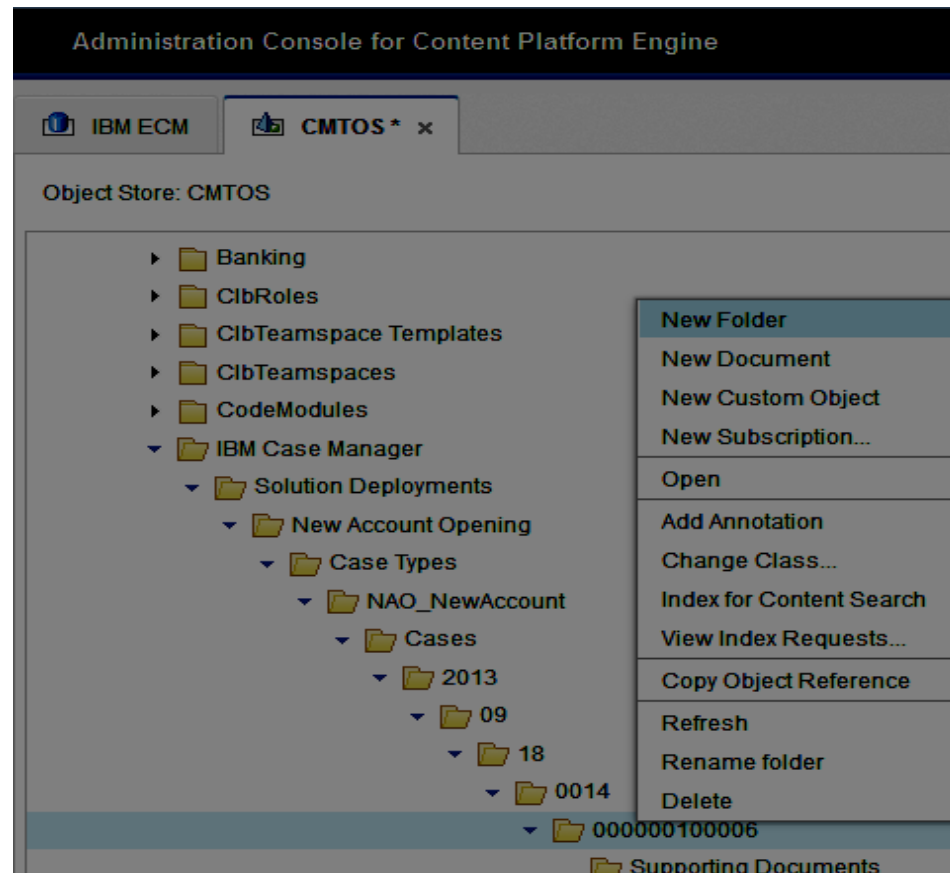 Administration Console for Content Platform Engine
IBM ECM
CMTOS *
Object Store: CMTOS
Banking
ClbRoles
ClbTeamspace Templates
ClbTeamspaces
CodeModules
IBM Case Manager
Solution Deployments
New Account Opening
Case Types
NAO_NewAccount
Cases
2013
09
18
0014
000000100006
Supporting Documents
New Folder
New Document
New Custom Object
New Subscription...
Open
Add Annotation
Change Class...
Index for Content Search
View Index Requests...
Copy Object Reference
Refresh
Rename folder
Delete